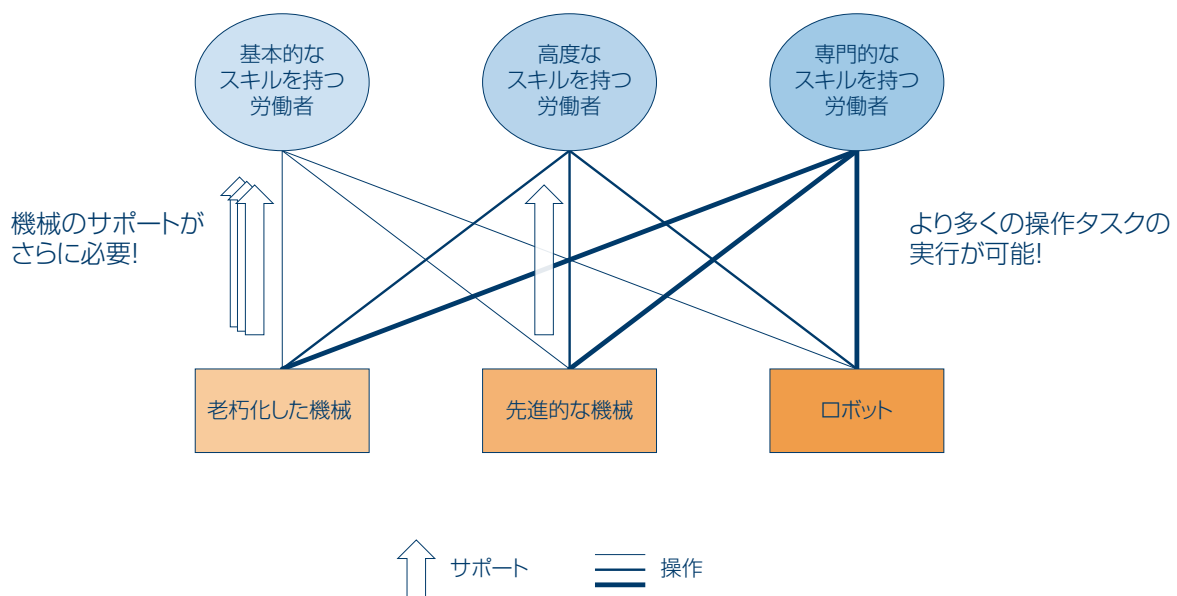 基本的な
スキルを持つ
労働者
高度な
スキルを持つ
労働者
専門的な
スキルを持つ
労働者
機械のサポートが
さらに必要!
より多くの操作タスクの
実行が可能!
老朽化した機械
先進的な機械
ロボット
サポート
操作